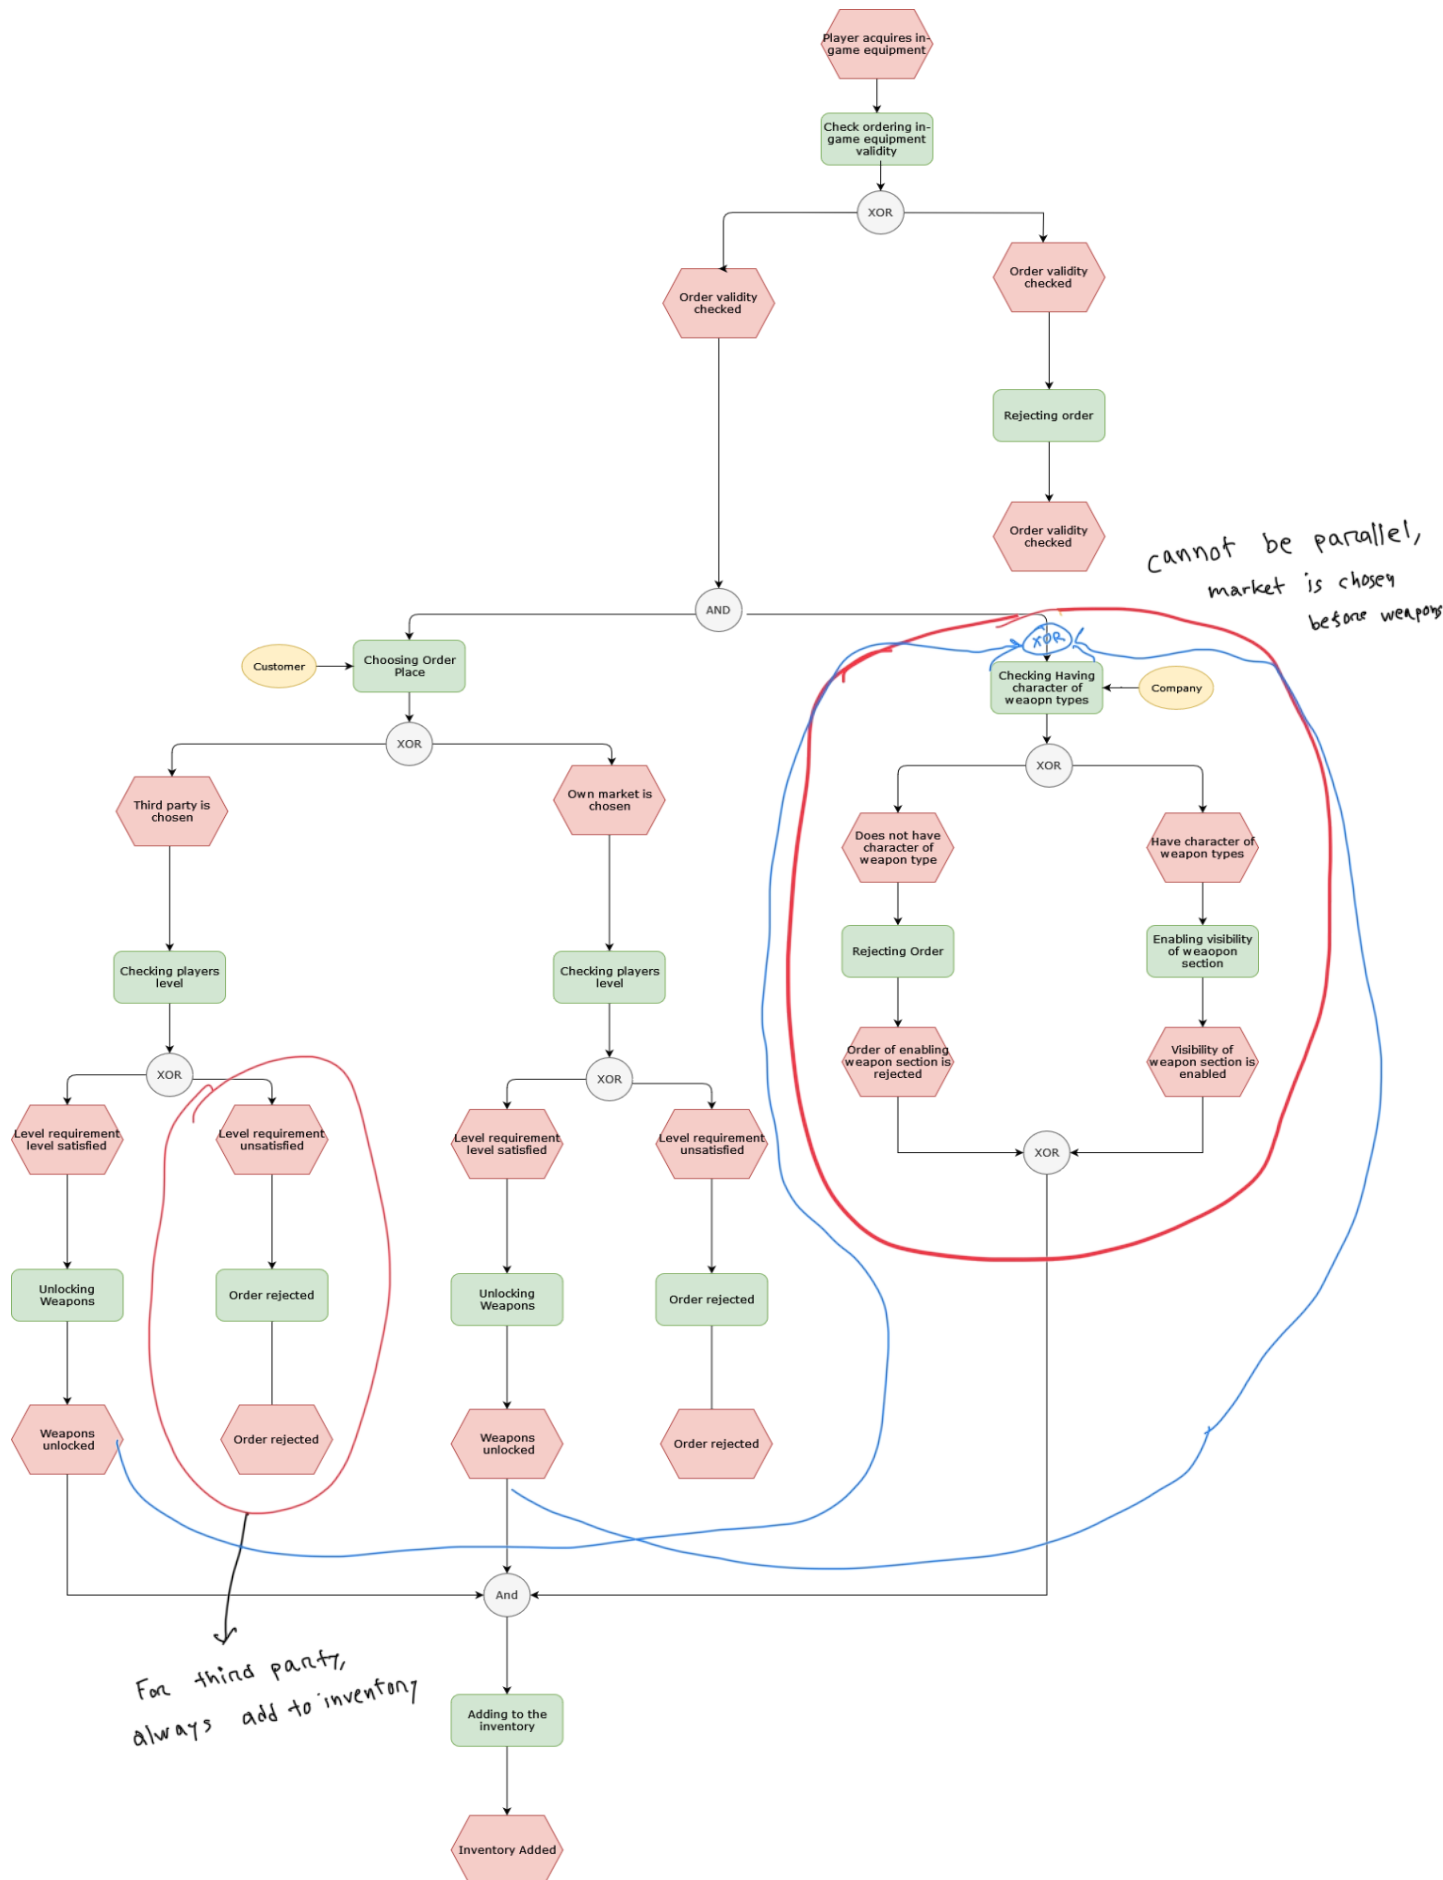 Player acquires in-
game equipment
Check ordering in-
game equipment
validity
XOR
Order validity
checked
Order validity
checked
Rejecting order
Order validity
checked
cannot be parallel,
market is chosen
before weapons
AND
XOR
Customer
Choosing Order
Place
Checking Having
character of
weaopn types
Company
XOR
XOR
Third party is
chosen
Own market is
chosen
Does not have
character of
weapon type
Have character of
weapon types
Checking players
level
Checking players
level
Rejecting Order
Enabling visibility
of weaopon
section
Order of enabling
weapon section is
rejected
Visibility of
weapon section is
enabled
XOR
XOR
Level requirement
level satisfied
Level requirement
unsatisfied
Level requirement
level satisfied
Level requirement
unsatisfied
XOR
Unlocking
Weapons
Order rejected
Unlocking
Weapons
Order rejected
Weapons
unlocked
Order rejected
Weapons
unlocked
Order rejected
And
For third party,
always add to inventory
Adding to the
inventory
Inventory Added